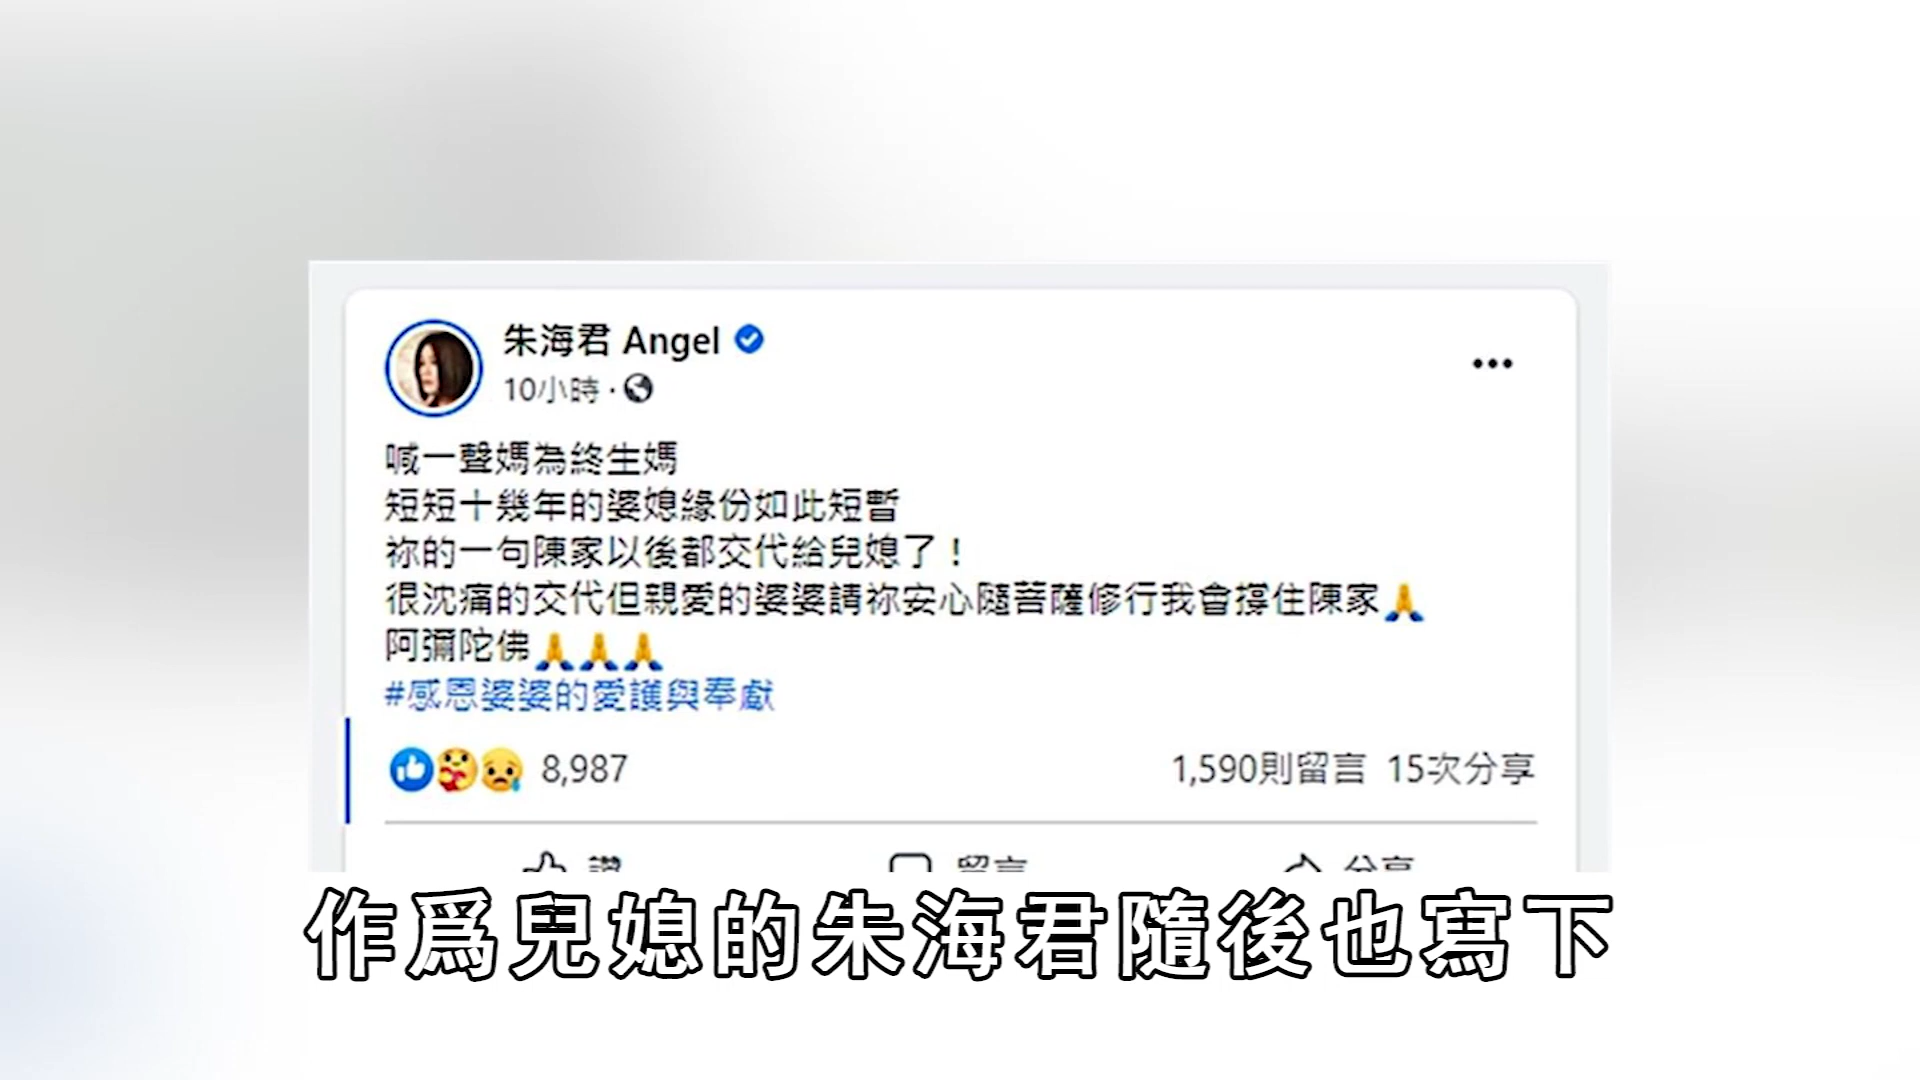 朱海君 Angel
10小時 ·
•••
喊一聲媽為終生媽
短短十幾年的婆媳緣份如此短暫
祢的一句陳家以後都交代給兒媳了！
很沈痛的交代但親愛的婆婆請祢安心隨菩薩修行我會撐住陳家🙏
阿彌陀佛🙏🙏🙏
#感恩婆婆的愛護與奉獻
8,987 1,590則留言 15次分享
讚 留言 分享
作爲兒媳的朱海君隨後也寫下